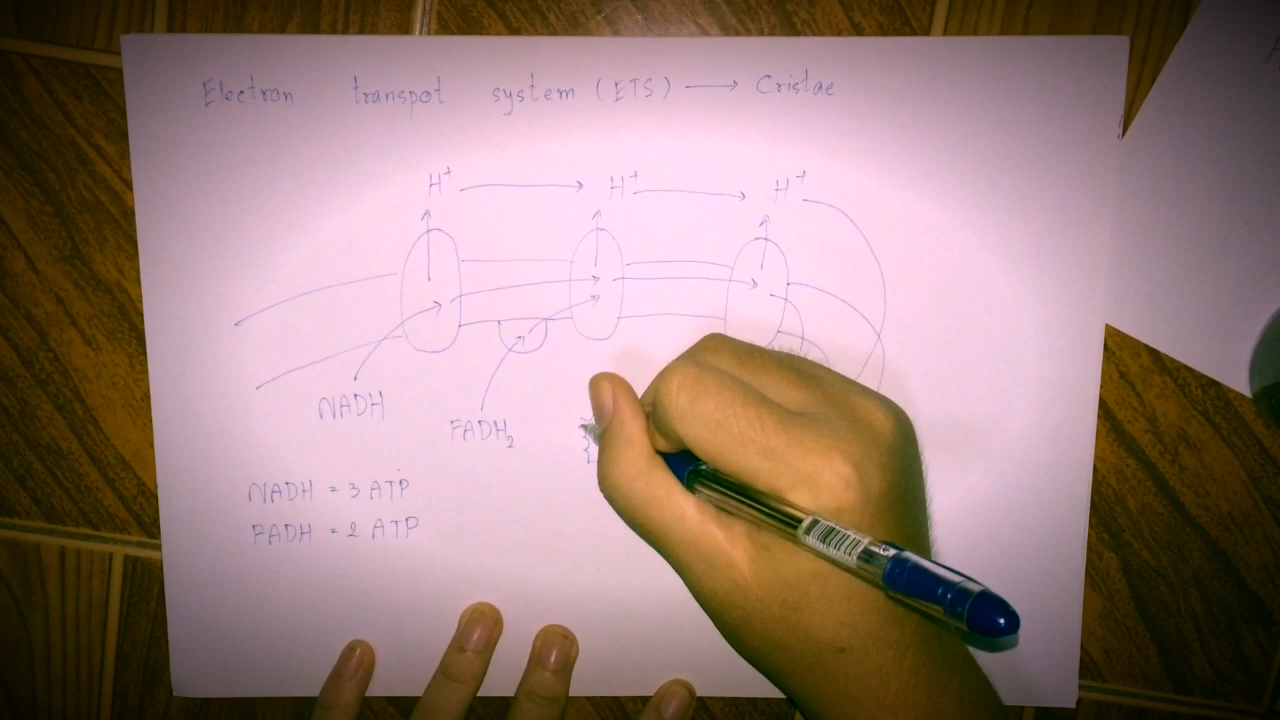 Electron transpot system (ETS) → Cristae
H⁺ → H⁺ → H⁺
NADH
FADH₂
NADH = 3 ATP
FADH = 2 ATP